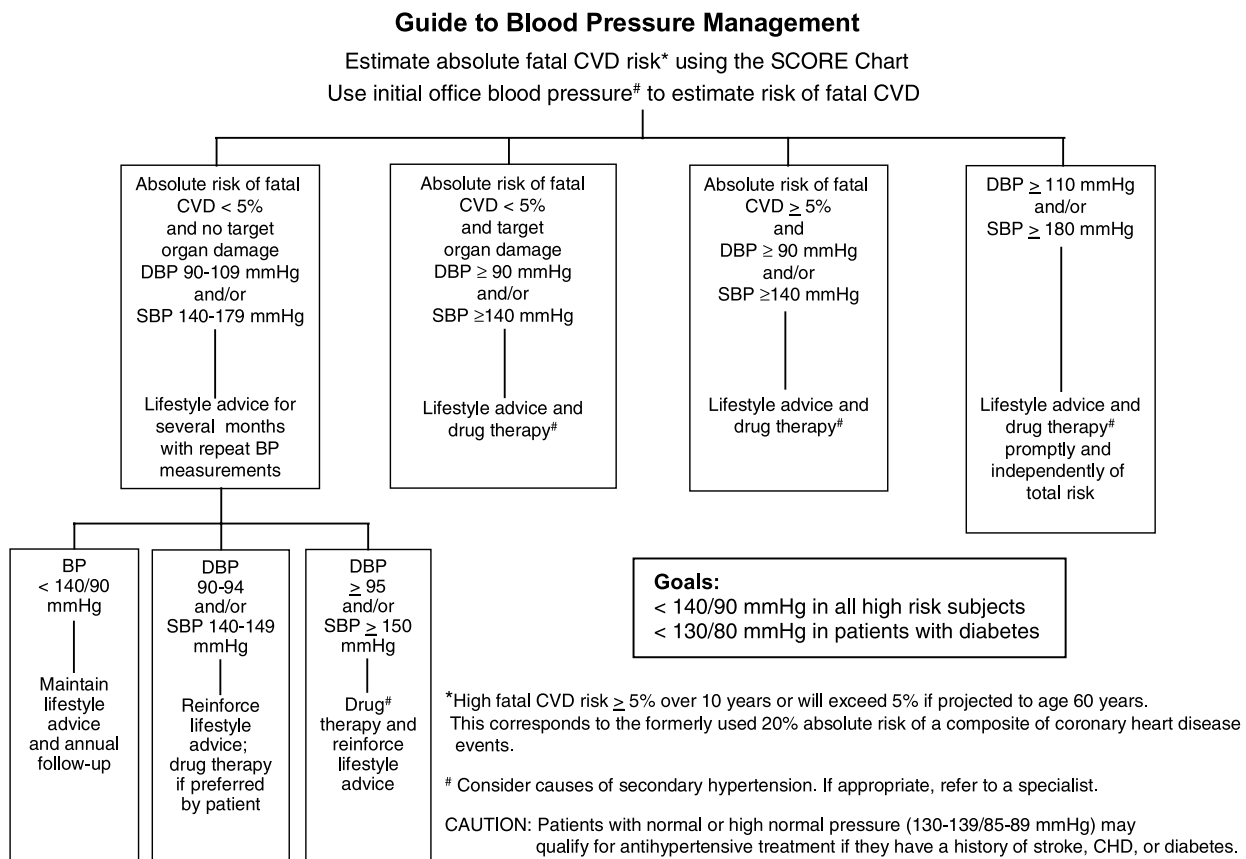 Guide to Blood Pressure Management
Estimate absolute fatal CVD risk* using the SCORE Chart
Use initial office blood pressure# to estimate risk of fatal CVD
Absolute risk of fatal
CVD < 5%
and no target
organ damage
DBP 90-109 mmHg
and/or
SBP 140-179 mmHg
Lifestyle advice for
several months
with repeat BP
measurements
Absolute risk of fatal
CVD < 5%
and target
organ damage
DBP ≥ 90 mmHg
and/or
SBP ≥140 mmHg
Lifestyle advice and
drug therapy#
Absolute risk of fatal
CVD ≥ 5%
and
DBP ≥ 90 mmHg
and/or
SBP ≥140 mmHg
Lifestyle advice and
drug therapy#
DBP ≥ 110 mmHg
and/or
SBP ≥ 180 mmHg
Lifestyle advice and
drug therapy#
promptly and
independently of
total risk
BP
< 140/90
mmHg
Maintain
lifestyle
advice
and annual
follow-up
DBP
90-94
and/or
SBP 140-149
mmHg
Reinforce
lifestyle
advice;
drug therapy
if preferred
by patient
DBP
≥ 95
and/or
SBP ≥ 150
mmHg
Drug#
therapy and
reinforce
lifestyle
advice
Goals:
< 140/90 mmHg in all high risk subjects
< 130/80 mmHg in patients with diabetes
*High fatal CVD risk ≥ 5% over 10 years or will exceed 5% if projected to age 60 years.
This corresponds to the formerly used 20% absolute risk of a composite of coronary heart disease
events.
# Consider causes of secondary hypertension. If appropriate, refer to a specialist.
CAUTION: Patients with normal or high normal pressure (130-139/85-89 mmHg) may
qualify for antihypertensive treatment if they have a history of stroke, CHD, or diabetes.